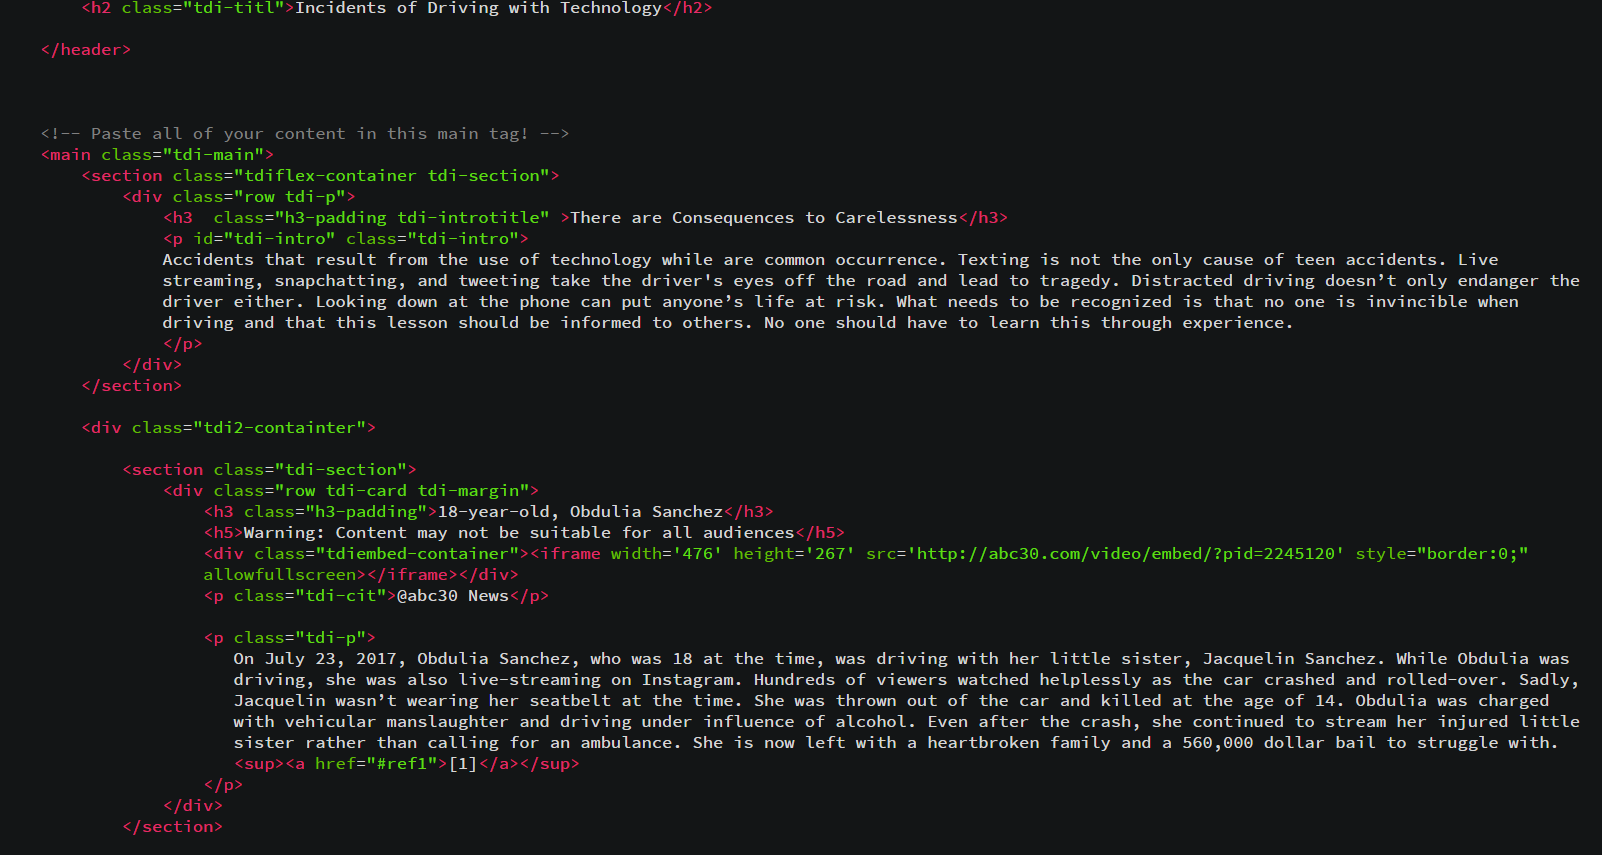 <h2 class="tdi-titl">Incidents of Driving with Technology</h2>
</header>
<!-- Paste all of your content in this main tag! -->
<main class="tdi-main">
<section class="tdiflex-container tdi-section">
<div class="row tdi-p">
<h3  class="h3-padding tdi-introtitle" >There are Consequences to Carelessness</h3>
<p id="tdi-intro" class="tdi-intro">
Accidents that result from the use of technology while are common occurrence. Texting is not the only cause of teen accidents. Live
streaming, snapchatting, and tweeting take the driver's eyes off the road and lead to tragedy. Distracted driving doesn’t only endanger the
driver either. Looking down at the phone can put anyone’s life at risk. What needs to be recognized is that no one is invincible when
driving and that this lesson should be informed to others. No one should have to learn this through experience.
</p>
</div>
</section>
<div class="tdi2-containter">
<section class="tdi-section">
<div class="row tdi-card tdi-margin">
<h3 class="h3-padding">18-year-old, Obdulia Sanchez</h3>
<h5>Warning: Content may not be suitable for all audiences</h5>
<div class="tdiembed-container"><iframe width='476' height='267' src='http://abc30.com/video/embed/?pid=2245120' style="border:0;"
allowfullscreen></iframe></div>
<p class="tdi-cit">@abc30 News</p>
<p class="tdi-p">
On July 23, 2017, Obdulia Sanchez, who was 18 at the time, was driving with her little sister, Jacquelin Sanchez. While Obdulia was
driving, she was also live-streaming on Instagram. Hundreds of viewers watched helplessly as the car crashed and rolled-over. Sadly,
Jacquelin wasn’t wearing her seatbelt at the time. She was thrown out of the car and killed at the age of 14. Obdulia was charged
with vehicular manslaughter and driving under influence of alcohol. Even after the crash, she continued to stream her injured little
sister rather than calling for an ambulance. She is now left with a heartbroken family and a 560,000 dollar bail to struggle with.
<sup><a href="#ref1">[1]</a></sup>
</p>
</div>
</section>